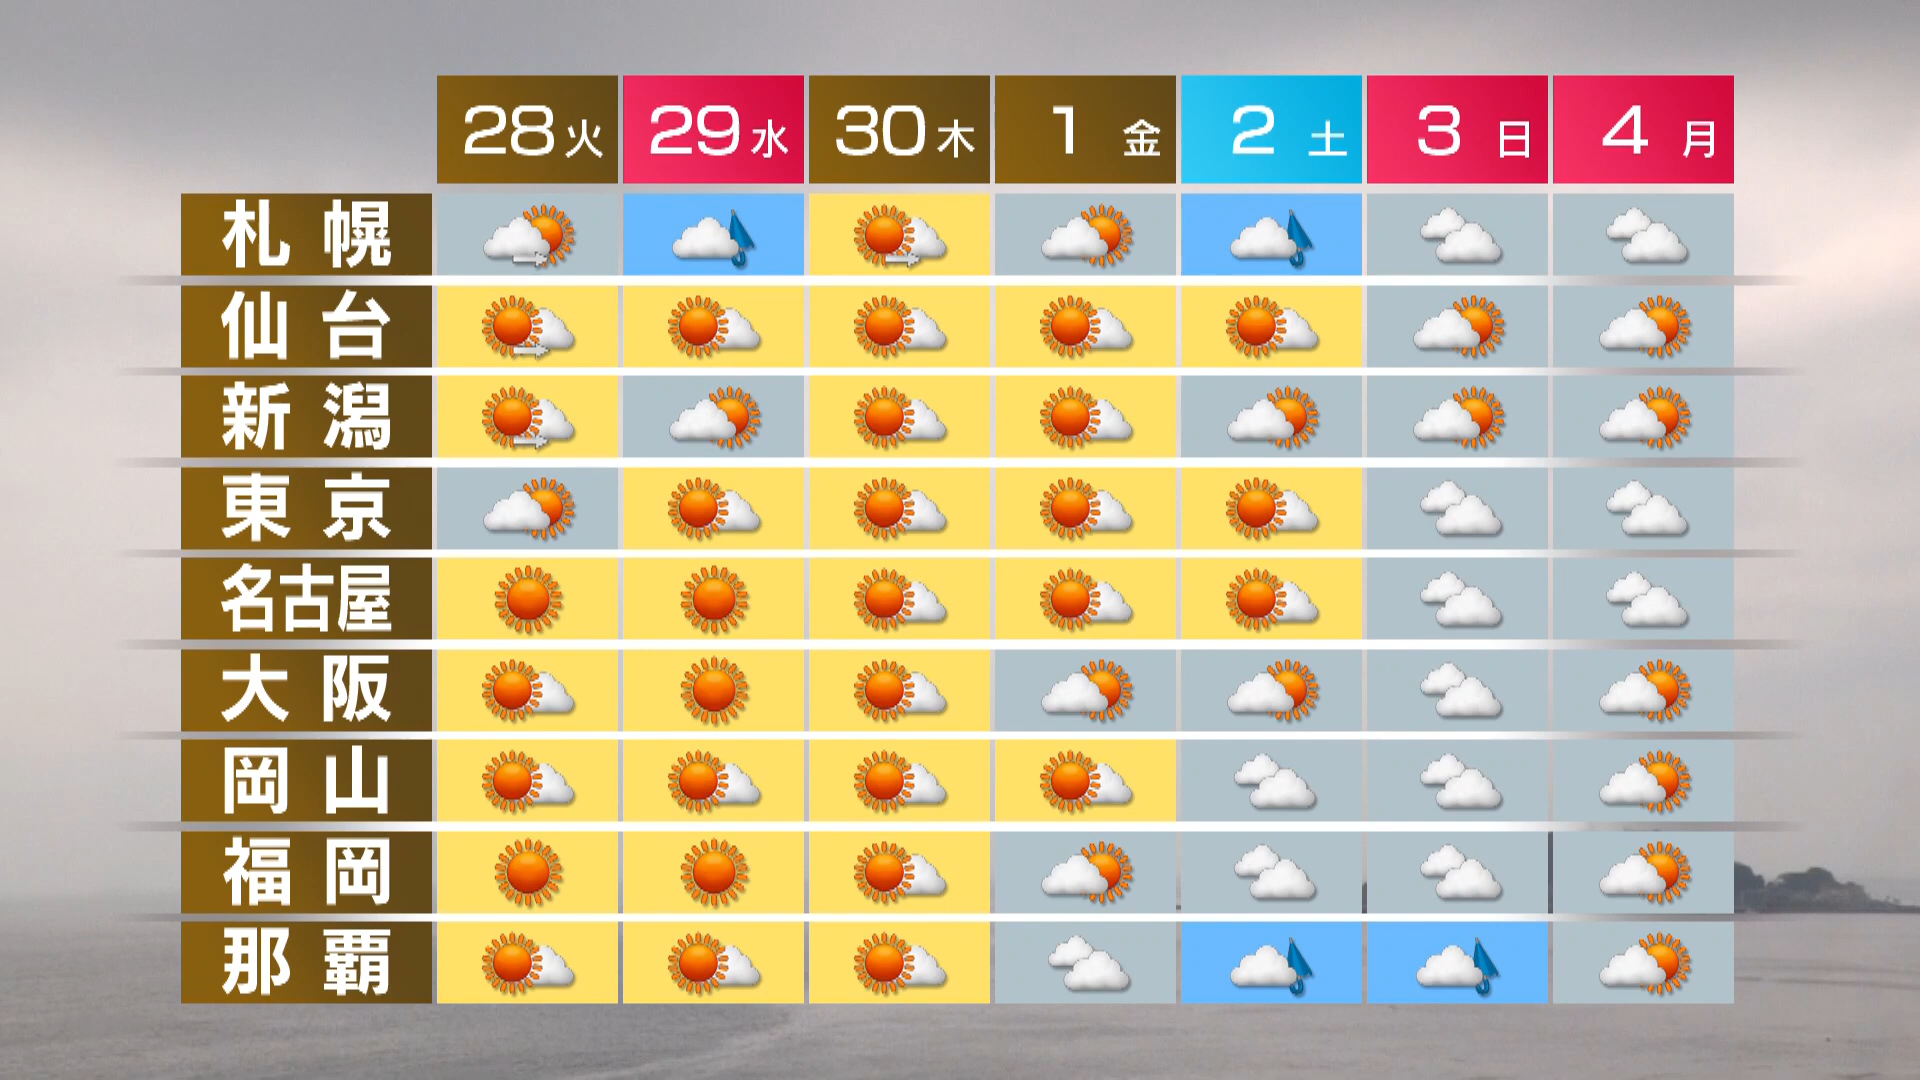 28火 29水 30木 1金 2土 3日 4月
札幌
仙台
新潟
東京
名古屋
大阪
岡山
福岡
那覇